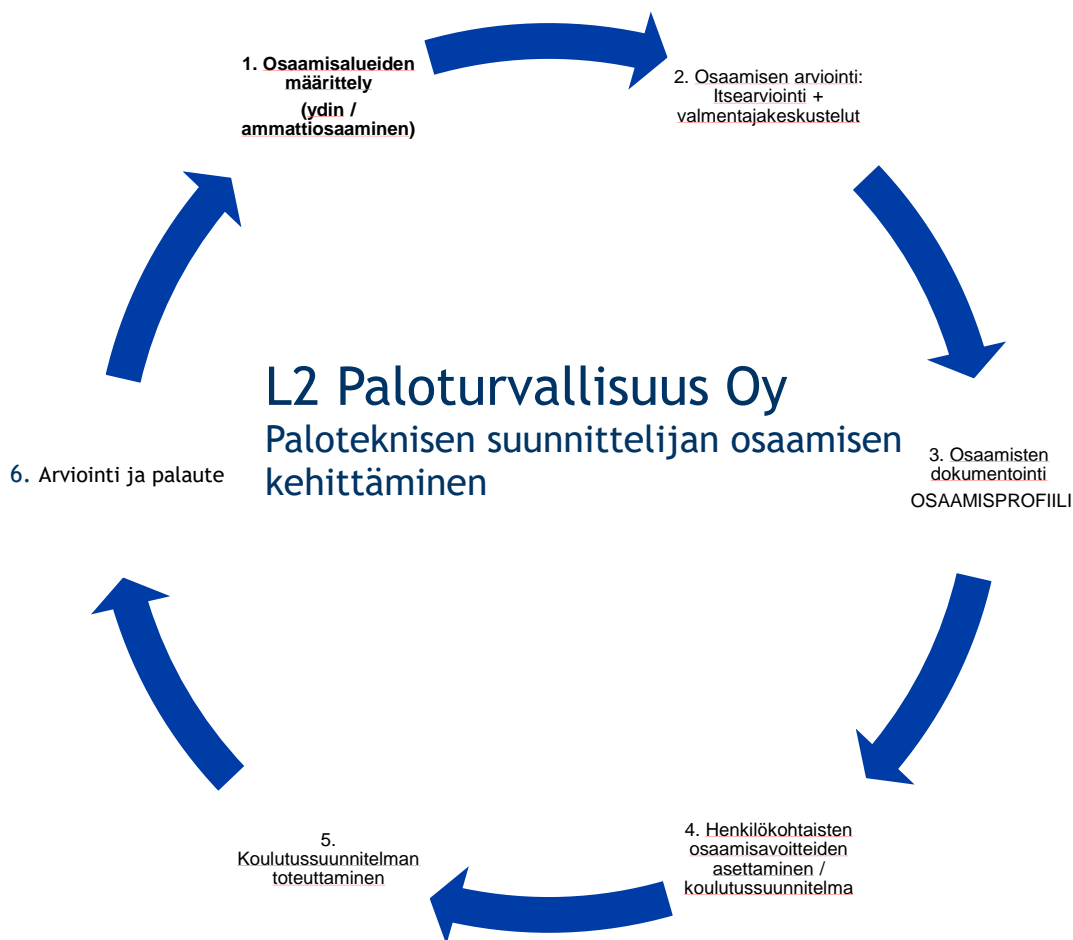 1. Osaamisalueiden
määrittely
(ydin /
ammattiosaaminen)
2. Osaamisen arviointi:
Itsearviointi +
valmentajakeskustelut
L2 Paloturvallisuus Oy
Paloteknisen suunnittelijan osaamisen
kehittäminen
3. Osaamisten
dokumentointi
OSAAMISPROFIILI
4. Henkilökohtaisten
osaamisavoitteiden
asettaminen /
koulutussuunnitelma
5.
Koulutussuunnitelman
toteuttaminen
6. Arviointi ja palaute